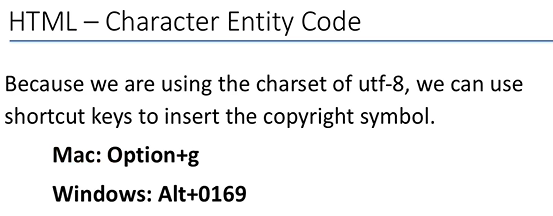 HTML – Character Entity Code
Because we are using the charset of utf-8, we can use
shortcut keys to insert the copyright symbol.
Mac: Option+g
Windows: Alt+0169